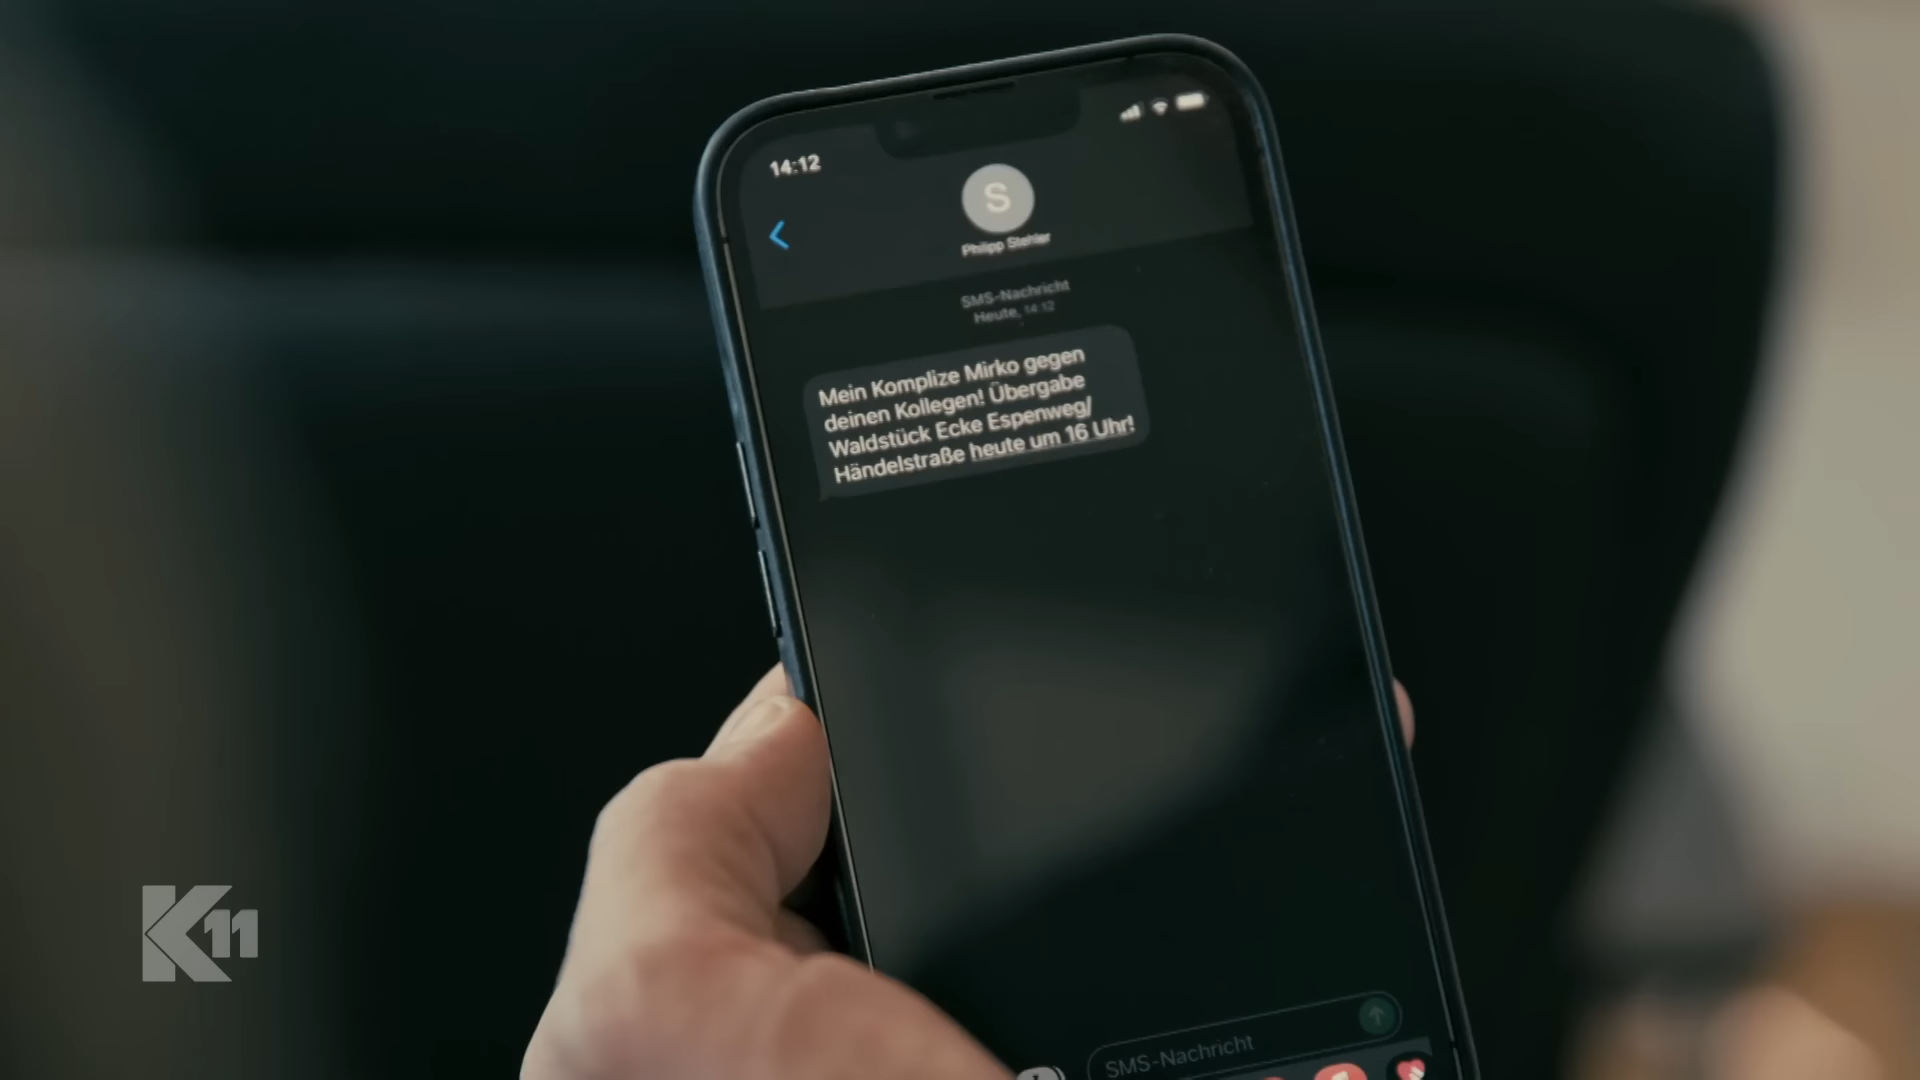 14:12
S
Philipp Stehler
SMS-Nachricht
Heute, 14:12
Mein Komplize Mirko gegen
deinen Kollegen! Übergabe
Waldstück Ecke Espenweg/
Händelstraße heute um 16 Uhr!
SMS-Nachricht
K11